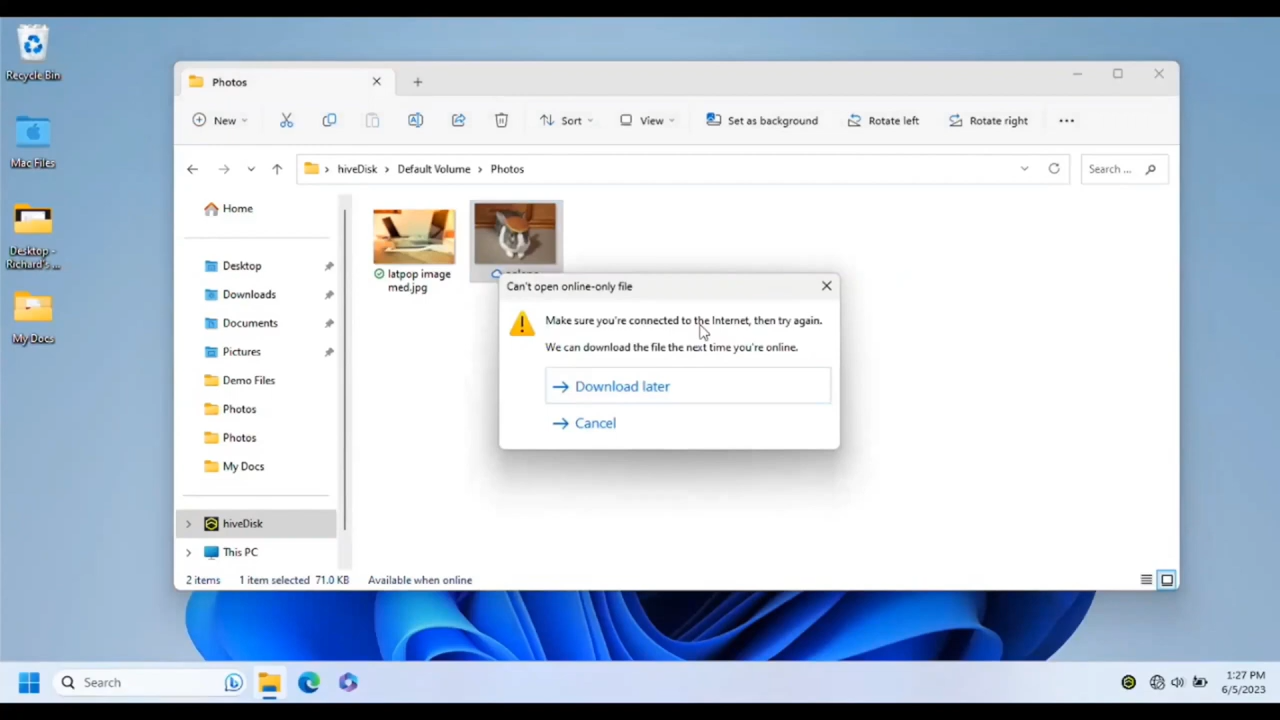 Recycle Bin
Mac Files
Desktop -
Richard's ...
My Docs
Photos
New
Sort
View
Set as background
Rotate left
Rotate right
hiveDisk
Default Volume
Photos
Search ...
Home
Desktop
Downloads
Documents
Pictures
Demo Files
Photos
Photos
My Docs
hiveDisk
This PC
latpop image
med.jpg
Can't open online-only file
Make sure you're connected to the Internet, then try again.
We can download the file the next time you're online.
Download later
Cancel
2 items 1 item selected 71.0 KB Available when online
Search
1:27 PM
6/5/2023